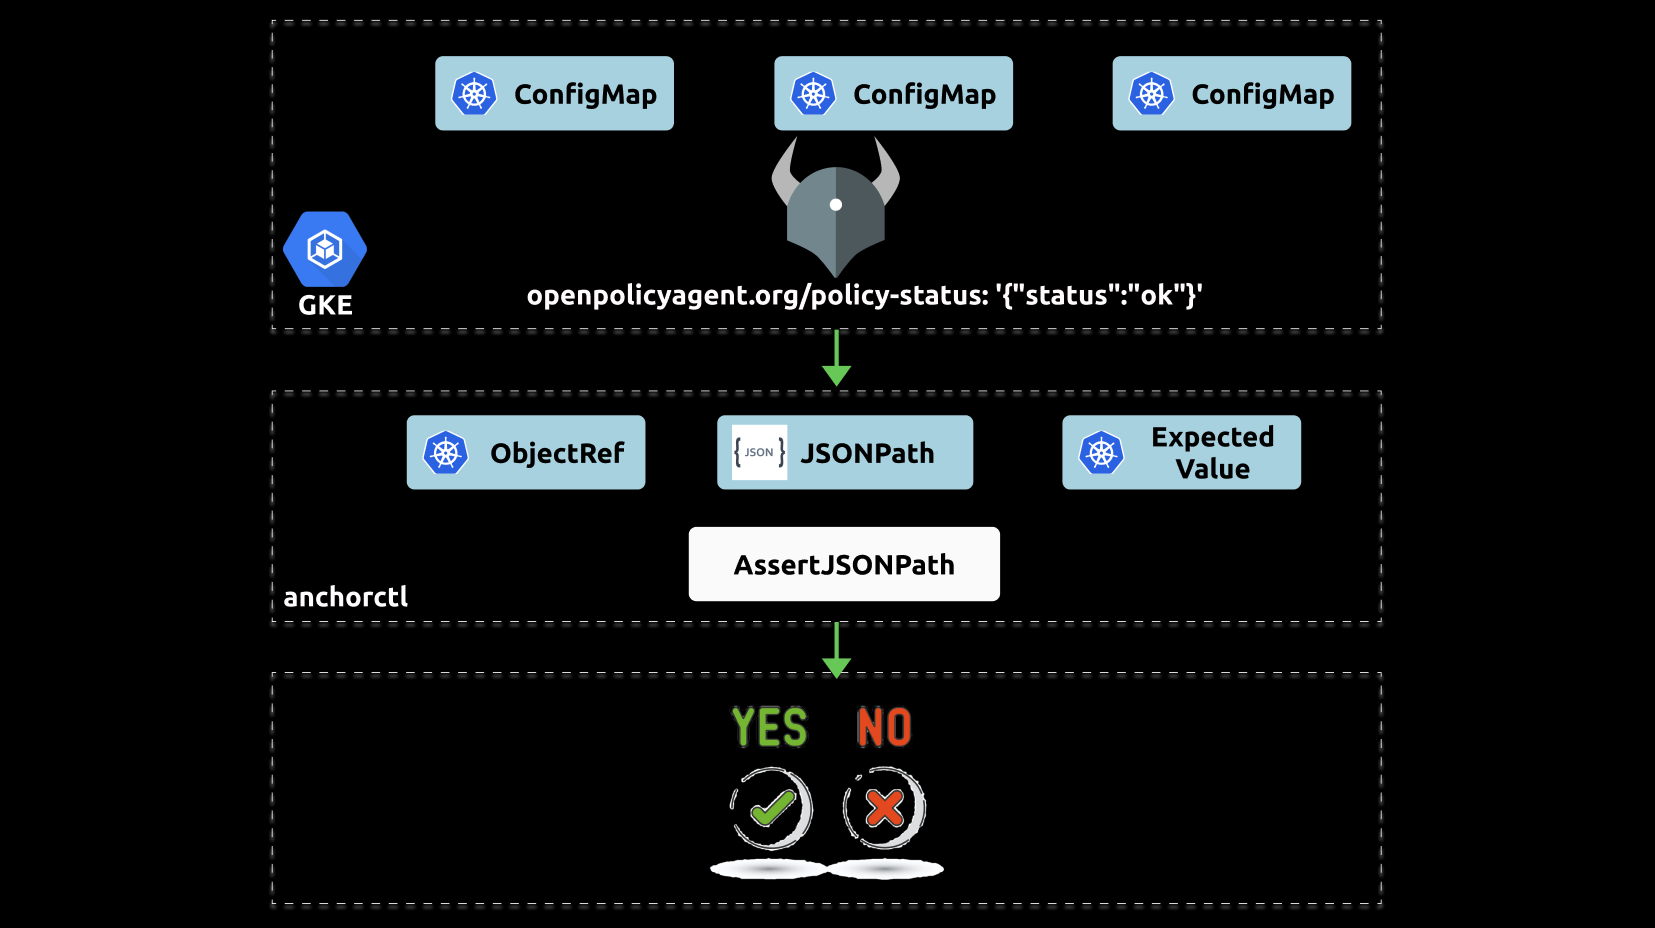 ConfigMap
ConfigMap
ConfigMap
GKE
openpolicyagent.org/policy-status: '{"status":"ok"}'
ObjectRef
{JSON}
JSONPath
Expected
Value
AssertJSONPath
anchorctl
YES
NO